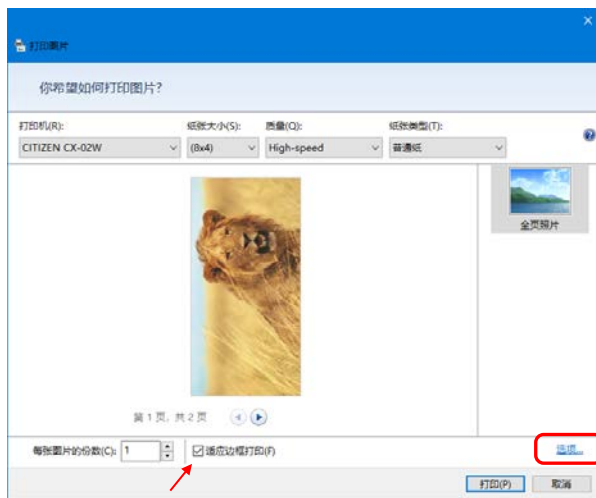 打印图片
你希望如何打印图片?
打印机(R): 纸张大小(S): 质量(Q): 纸张类型(T):
CITIZEN CX-02W (8x4) High-speed 普通纸
全页照片
第 1 页, 共 2 页
每张图片的份数(C): 1 适应边框打印(F) 选项...
打印(P) 取消